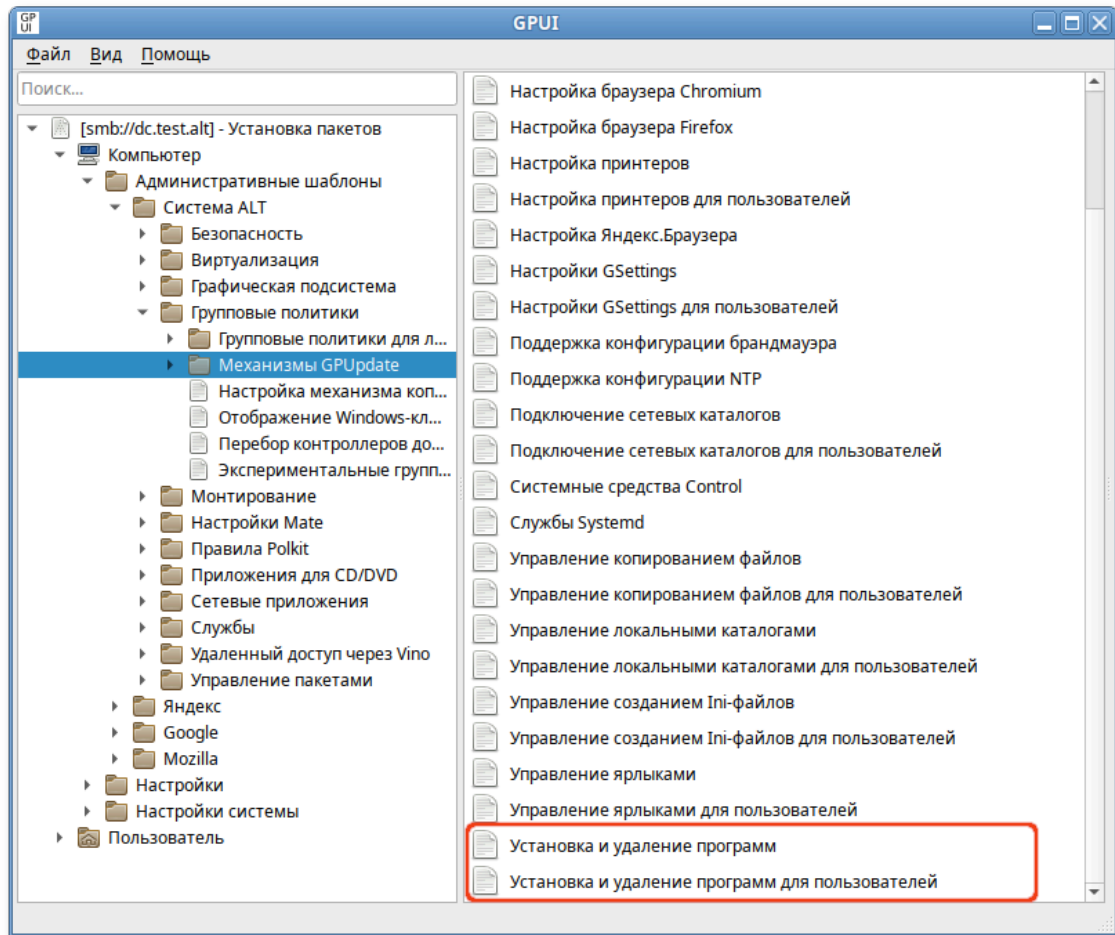 GPUI
GPUI
Файл Вид Помощь
Поиск...
[smb://dc.test.alt] - Установка пакетов
Компьютер
Административные шаблоны
Система ALT
Безопасность
Виртуализация
Графическая подсистема
Групповые политики
Групповые политики для л...
Механизмы GPUpdate
Настройка механизма коп...
Отображение Windows-кл...
Перебор контроллеров до...
Экспериментальные групп...
Монтирование
Настройки Mate
Правила Polkit
Приложения для CD/DVD
Сетевые приложения
Службы
Удаленный доступ через Vino
Управление пакетами
Яндекс
Google
Mozilla
Настройки
Настройки системы
Пользователь
Настройка браузера Chromium
Настройка браузера Firefox
Настройка принтеров
Настройка принтеров для пользователей
Настройка Яндекс.Браузера
Настройки GSettings
Настройки GSettings для пользователей
Поддержка конфигурации брандмауэра
Поддержка конфигурации NTP
Подключение сетевых каталогов
Подключение сетевых каталогов для пользователей
Системные средства Control
Службы Systemd
Управление копированием файлов
Управление копированием файлов для пользователей
Управление локальными каталогами
Управление локальными каталогами для пользователей
Управление созданием Ini-файлов
Управление созданием Ini-файлов для пользователей
Управление ярлыками
Управление ярлыками для пользователей
Установка и удаление программ
Установка и удаление программ для пользователей